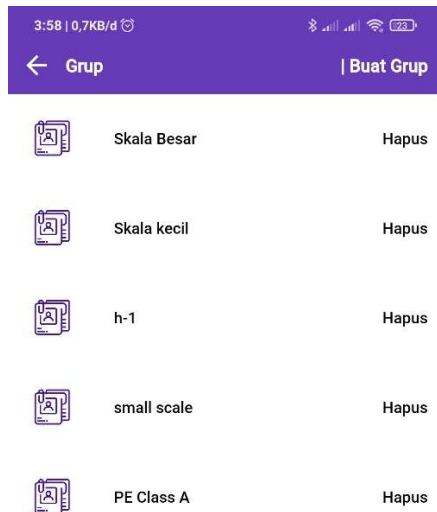 3:58 | 0,7KB/d 23
Grup | Buat Grup
Skala Besar Hapus
Skala kecil Hapus
h-1 Hapus
small scale Hapus
PE Class A Hapus